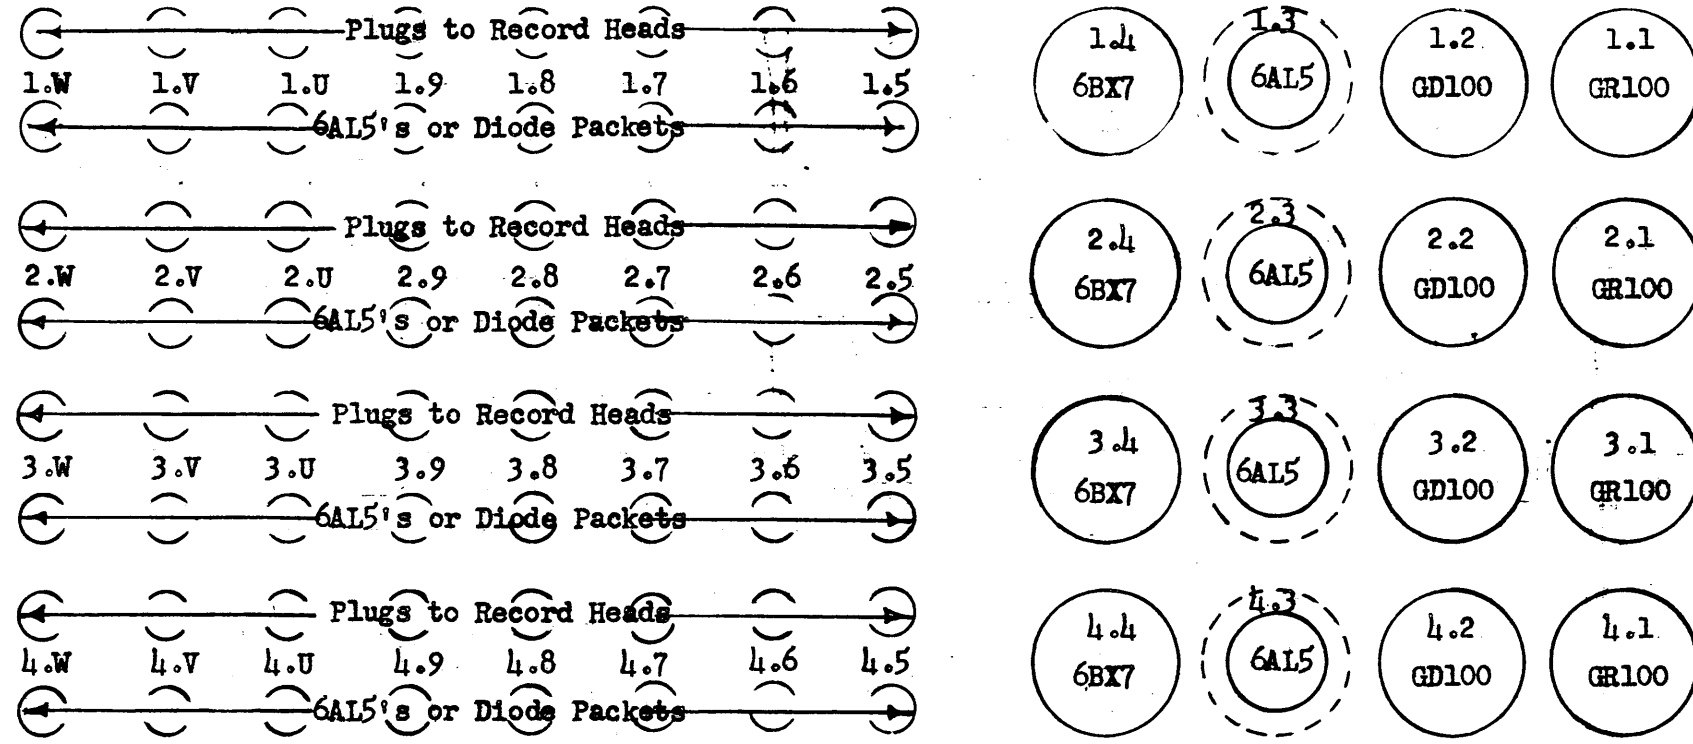 Plugs to Record Heads
1.W 1.V 1.U 1.9 1.8 1.7 1.6 1.5
6AL5's or Diode Packets
1.4 1.3 1.2 1.1
6BX7 6AL5 GD100 GR100
Plugs to Record Heads
2.W 2.V 2.U 2.9 2.8 2.7 2.6 2.5
6AL5's or Diode Packets
2.4 2.3 2.2 2.1
6BX7 6AL5 GD100 GR100
Plugs to Record Heads
3.W 3.V 3.U 3.9 3.8 3.7 3.6 3.5
6AL5's or Diode Packets
3.4 3.3 3.2 3.1
6BX7 6AL5 GD100 GR100
Plugs to Record Heads
4.W 4.V 4.U 4.9 4.8 4.7 4.6 4.5
6AL5's or Diode Packets
4.4 4.3 4.2 4.1
6BX7 6AL5 GD100 GR100